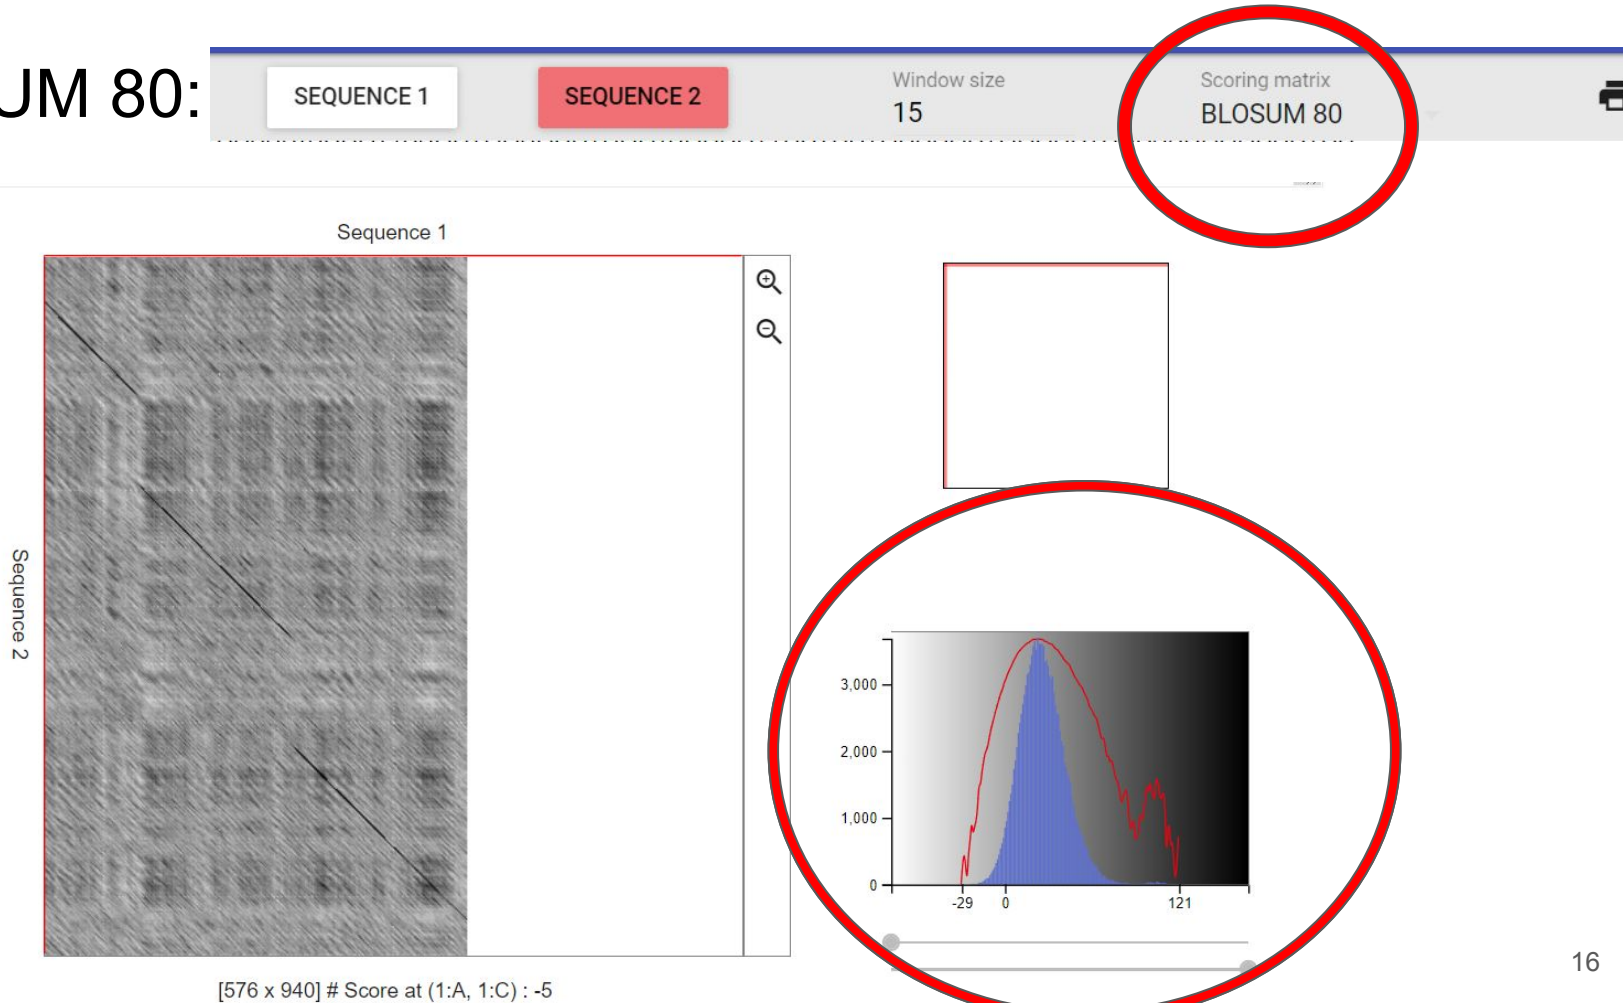 UM 80:
SEQUENCE 1
SEQUENCE 2
Window size
15
Scoring matrix
BLOSUM 80
Sequence 1
Sequence 2
3,000
2,000
1,000
0
-29 0 121
[576 x 940] # Score at (1:A, 1:C) : -5
16